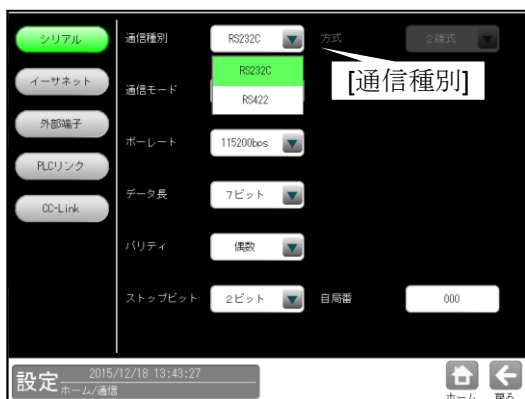 シリアル
通信種別
RS232C
方式
2線式
RS232C
RS422
[通信種別]
イーサネット
通信モード
外部端子
ボーレート
115200bps
PLCリンク
データ長
7ビット
CC-Link
パリティ
偶数
ストップビット
2ビット
自局番
000
設定
2015/12/18 13:43:27
ホーム/通信
ホーム
戻る